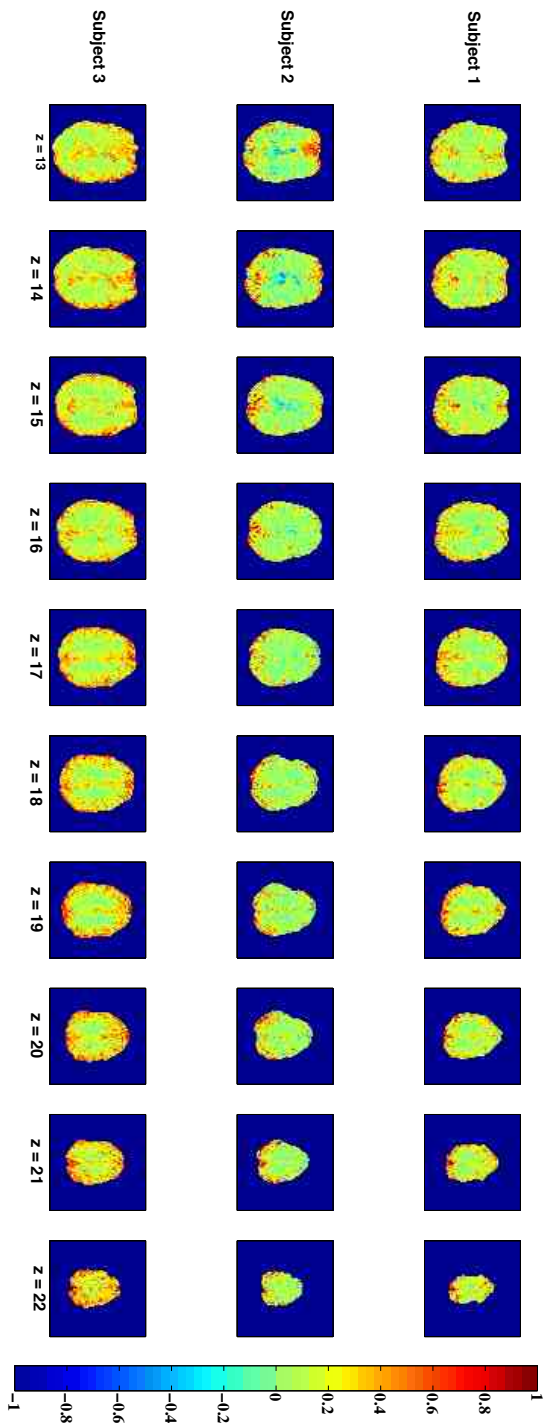 Subject 1
Subject 2
Subject 3
z = 13
z = 14
z = 15
z = 16
z = 17
z = 18
z = 19
z = 20
z = 21
z = 22
1
0.8
0.6
0.4
0.2
0
−0.2
−0.4
−0.6
−0.8
−1